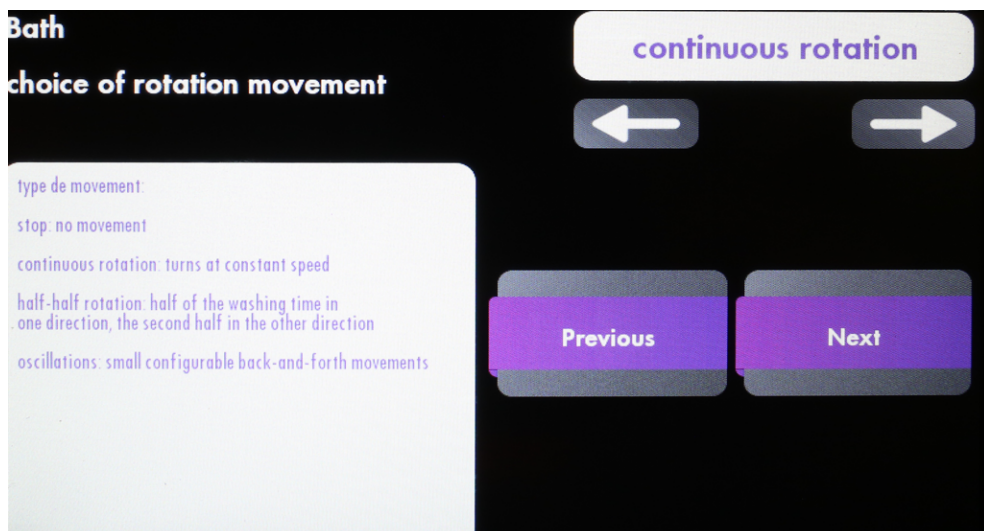 Bath
choice of rotation movement
continuous rotation
type de movement:
stop: no movement
continuous rotation: turns at constant speed
half-half rotation: half of the washing time in
one direction, the second half in the other direction
oscillations: small configurable back-and-forth movements
Previous
Next